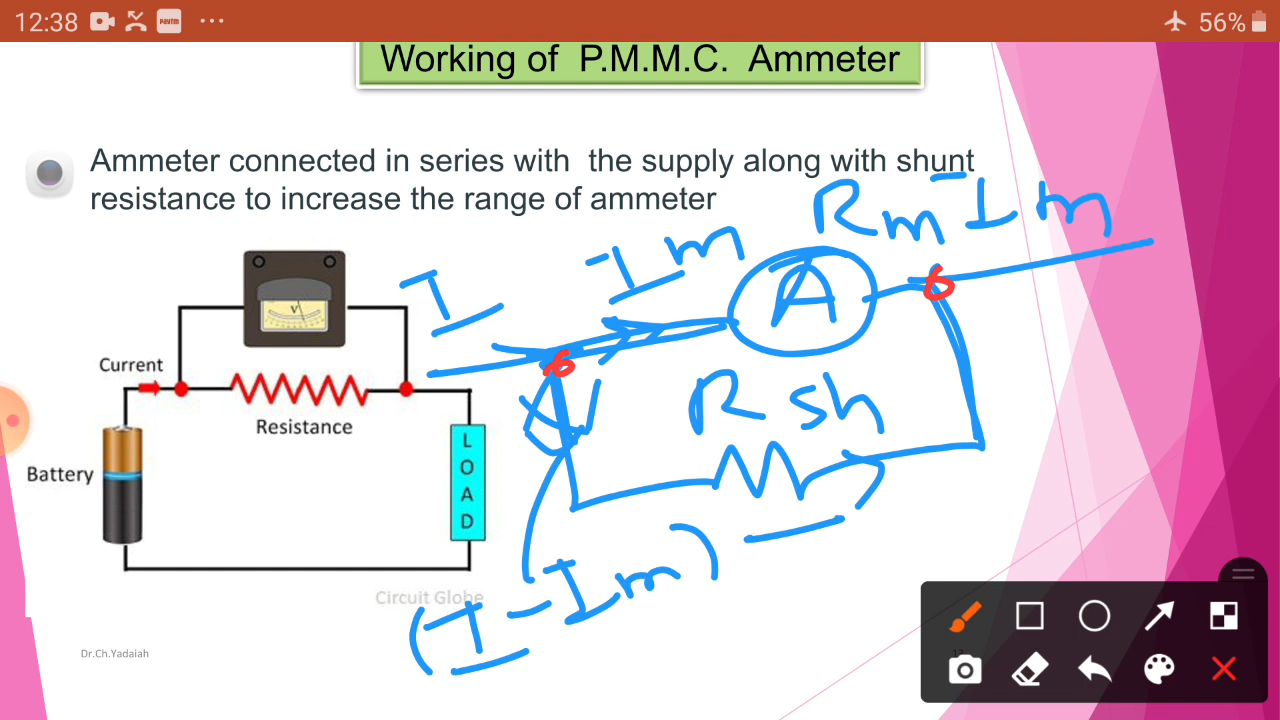 12:38
Paytm
56%
Working of P.M.M.C. Ammeter
Ammeter connected in series with the supply along with shunt
resistance to increase the range of ammeter
Rm Im
I
Im
A
V
Current
Resistance
Rsh
Battery
LOAD
(I-Im)
Circuit Globe
Dr.Ch.Yadaiah